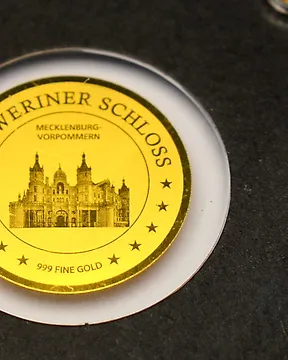 WERINER SCHLOSS
MECKLENBURG-
VORPOMMERN
999 FINE GOLD